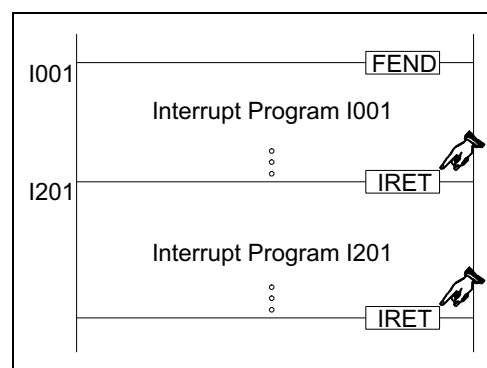 FEND
I001
Interrupt Program I001
IRET
I201
Interrupt Program I201
IRET